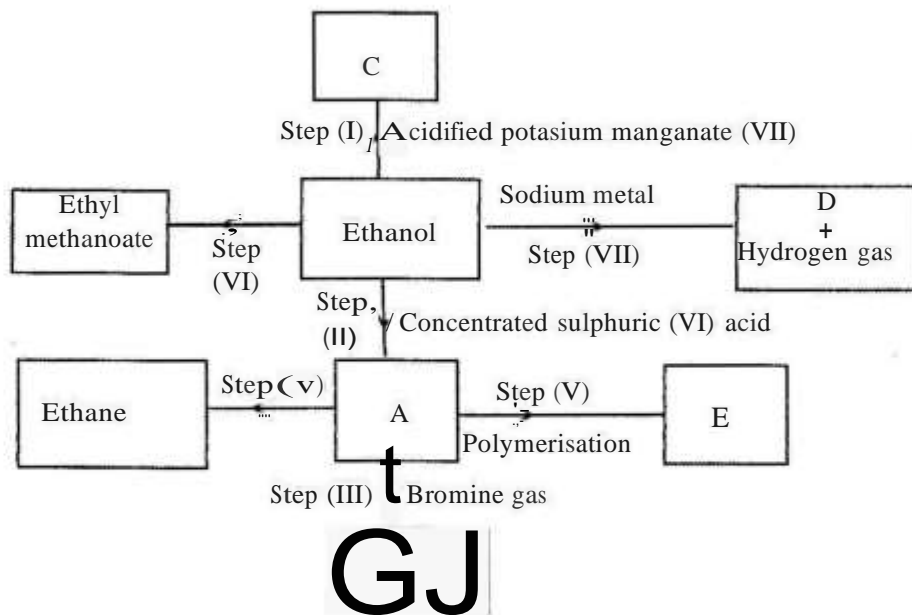 C
Step (I) Acidified potasium manganate (VII)
Ethyl
methanoate
Step
(VI)
Ethanol
Sodium metal
Step (VII)
D
+
Hydrogen gas
Step,
(II)
Concentrated sulphuric (VI) acid
Ethane
Step(v)
A
Step (V)
Polymerisation
E
Step (III) t Bromine gas
GJ